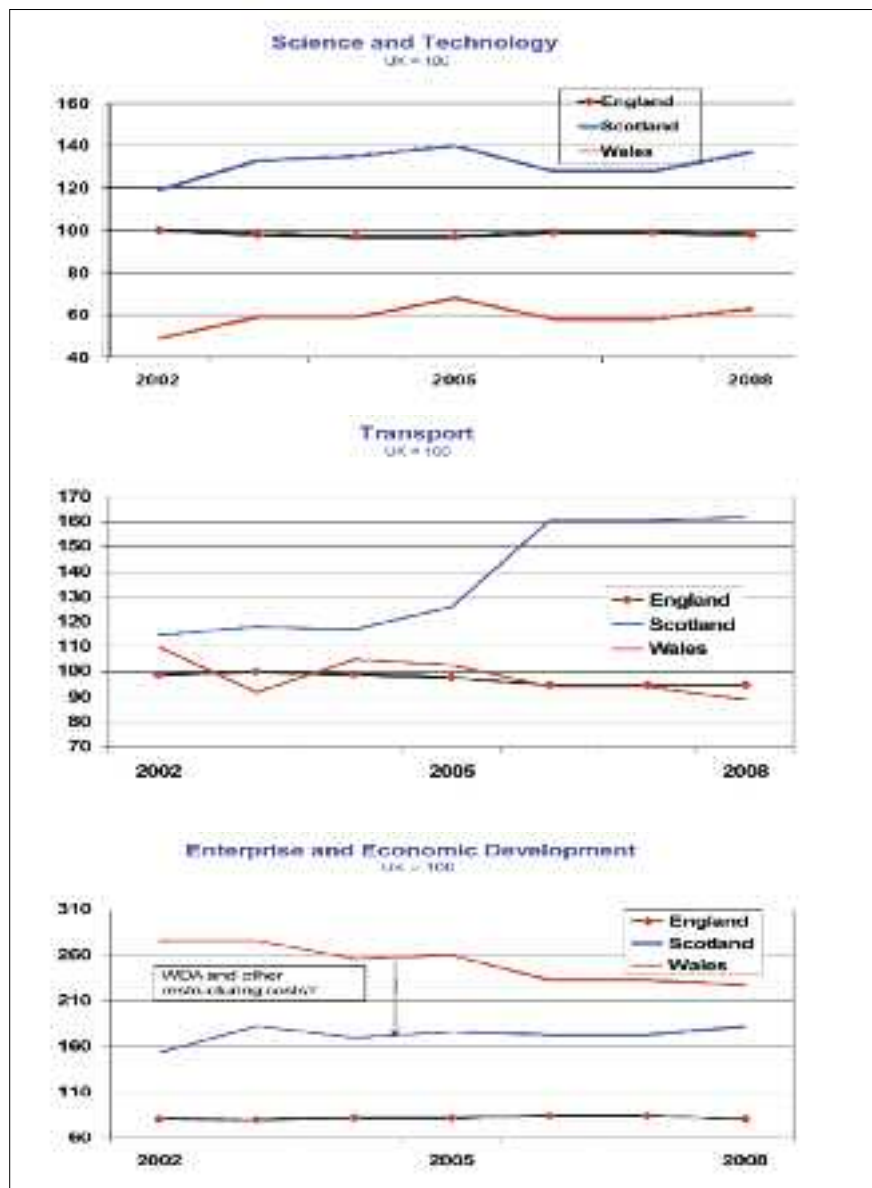 Science and Technology
UK = 100
160
140
120
100
80
60
40
England
Scotland
Wales
2002
2005
2008
Transport
UK = 100
170
160
150
140
130
120
110
100
90
80
70
England
Scotland
Wales
2002
2005
2008
Enterprise and Economic Development
UK = 100
310
260
210
160
110
60
England
Scotland
Wales
WDA and other
restructuring costs?
2002
2005
2008